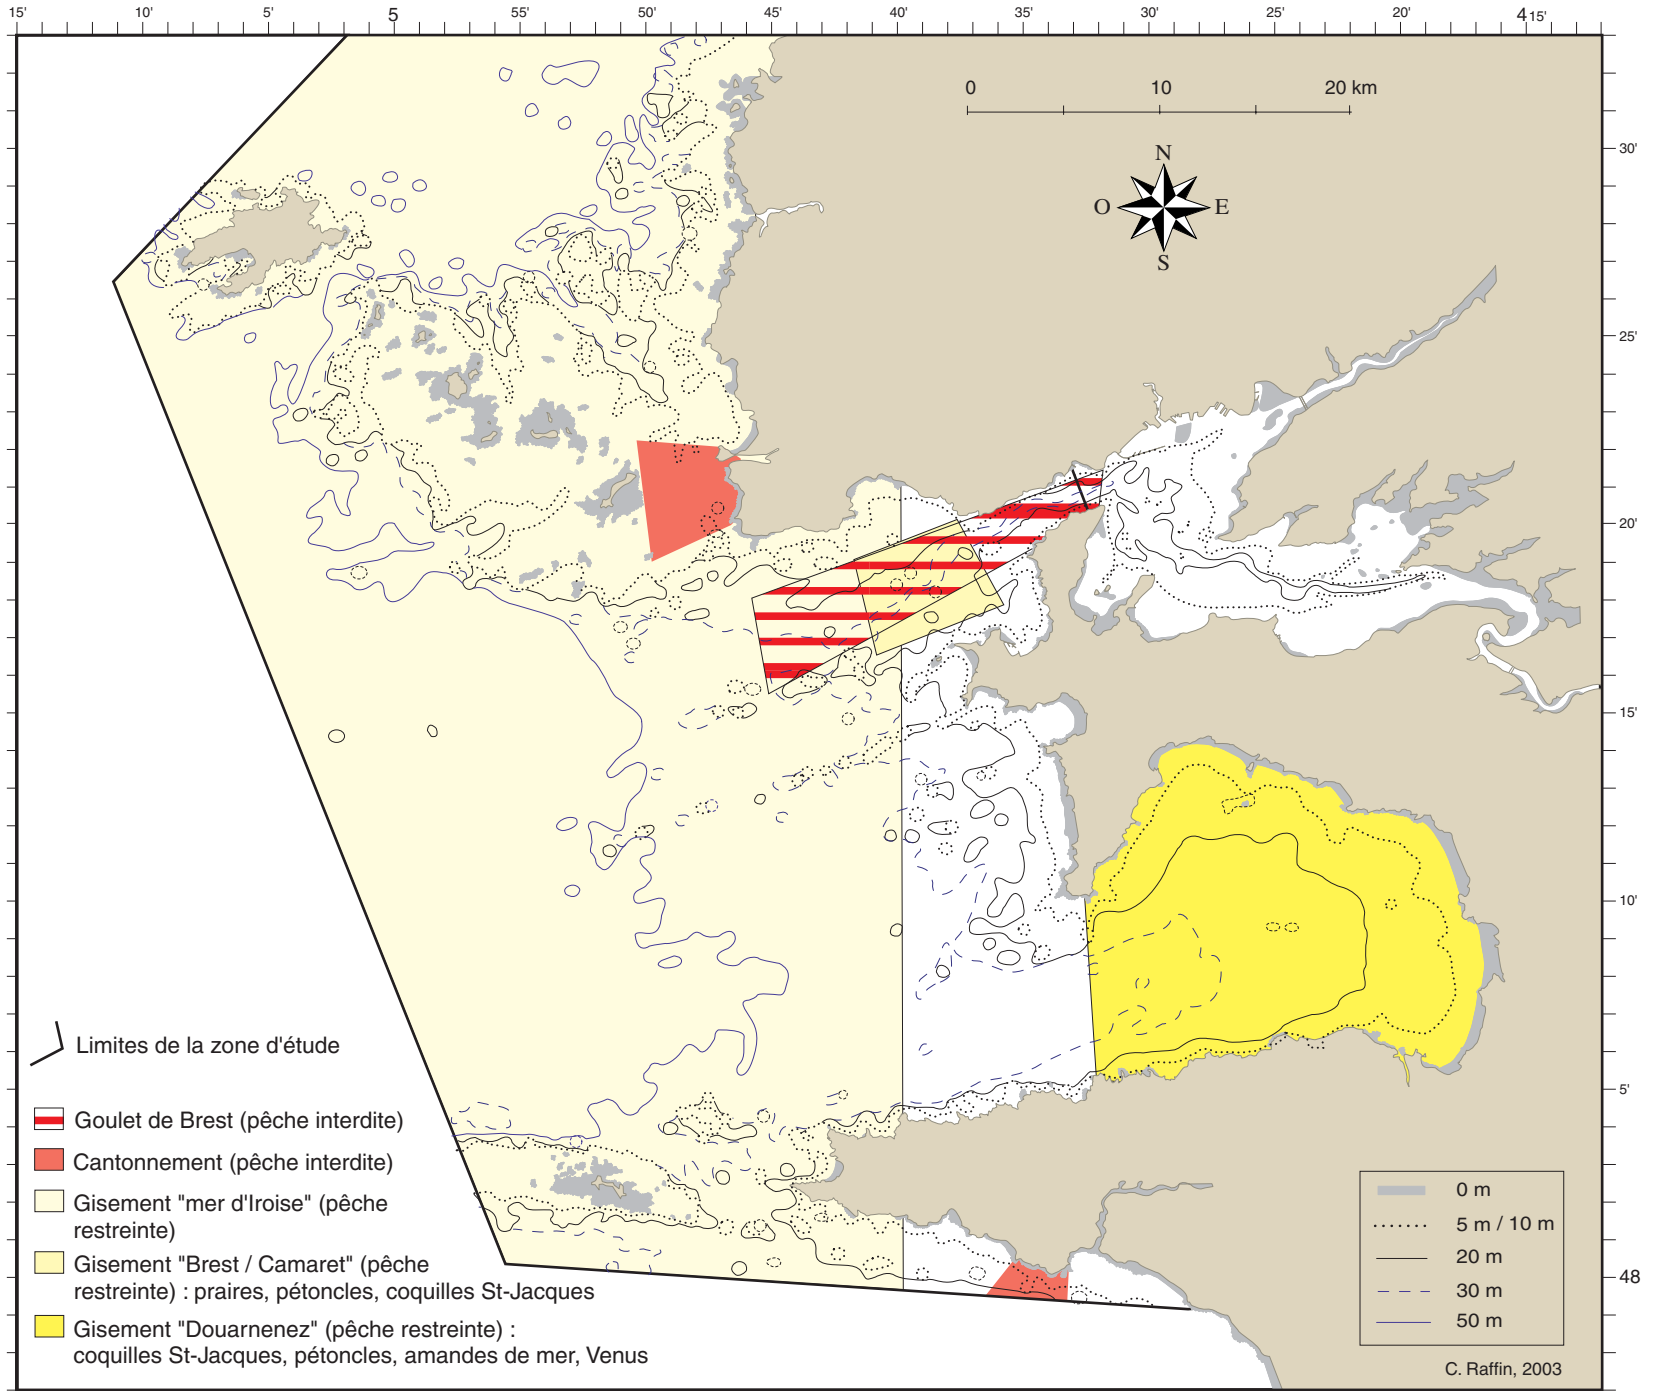 15' 10' 5' 5 55' 50' 45' 40' 35' 30' 25' 20' 4 15'
0 10 20 km
N
O E
S
30'
25'
20'
15'
10'
5'
48
Limites de la zone d'étude
Goulet de Brest (pêche interdite)
Cantonnement (pêche interdite)
Gisement "mer d'Iroise" (pêche
restreinte)
Gisement "Brest / Camaret" (pêche
restreinte) : praires, pétoncles, coquilles St-Jacques
Gisement "Douarnenez" (pêche restreinte) :
coquilles St-Jacques, pétoncles, amandes de mer, Venus
0 m
5 m / 10 m
20 m
30 m
50 m
C. Raffin, 2003